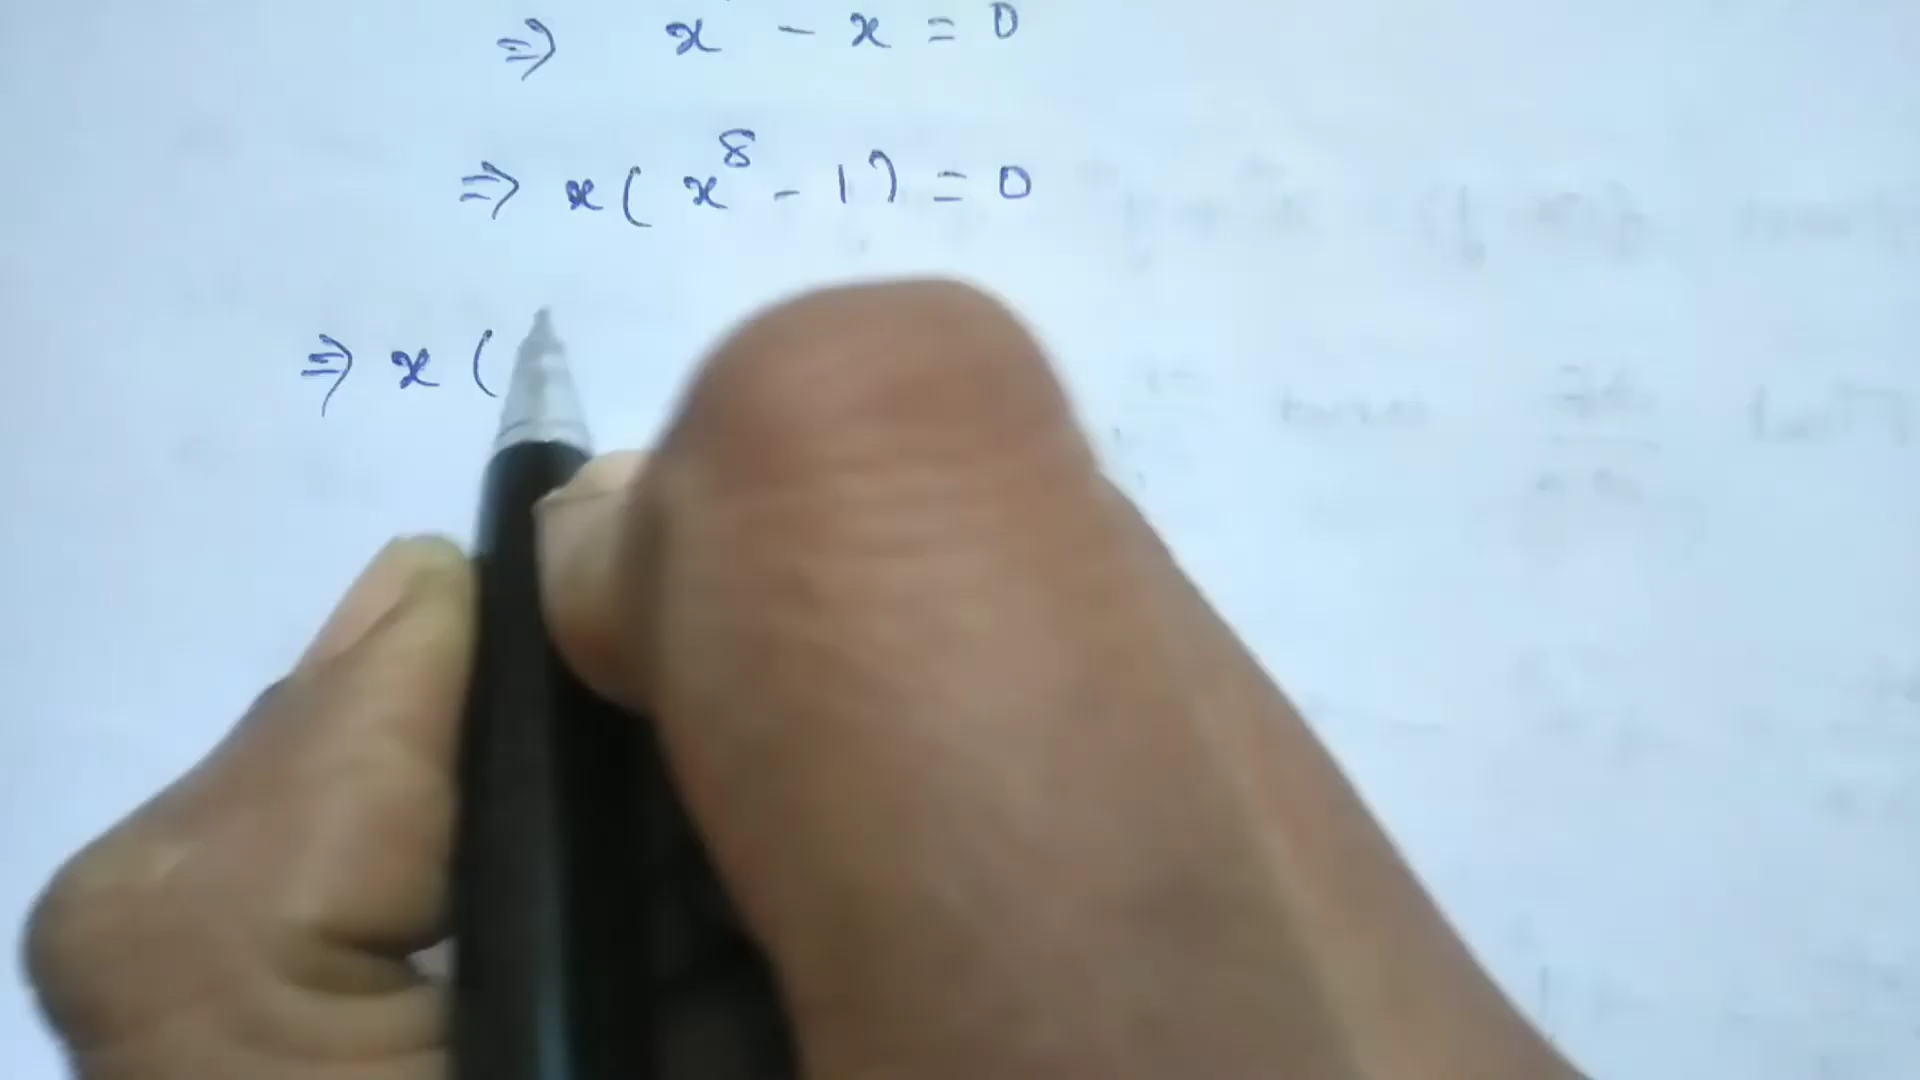 ⇒ x - x = 0
⇒ x( x⁸ - 1) = 0
⇒ x (